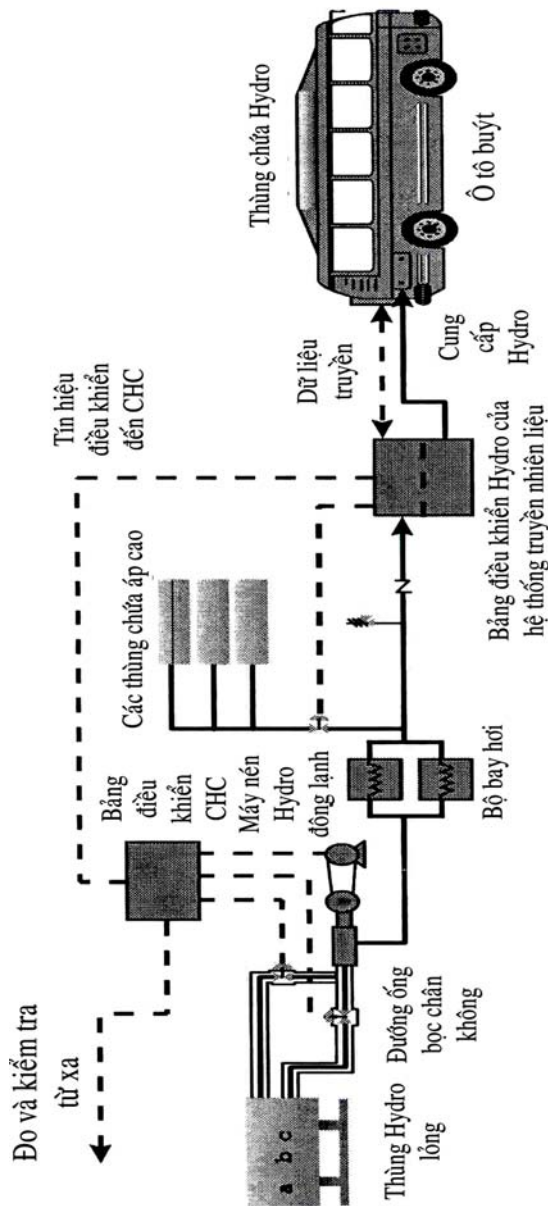 Đo và kiểm tra
từ xa
Bảng
điều
khiển
CHC
Máy nén
Hydro
đông lạnh
Các thùng chứa áp cao
Tín hiệu
điều khiển
đến CHC
Dữ liệu
truyền
Thùng chứa Hydro
a b c
Thùng Hydro
lỏng
Đướng ống
bọc chân
không
Bộ bay hơi
N
Bảng điều khiển Hydro của
hệ thống truyền nhiên liệu
Cung
cấp
Hydro
Ô tô buýt